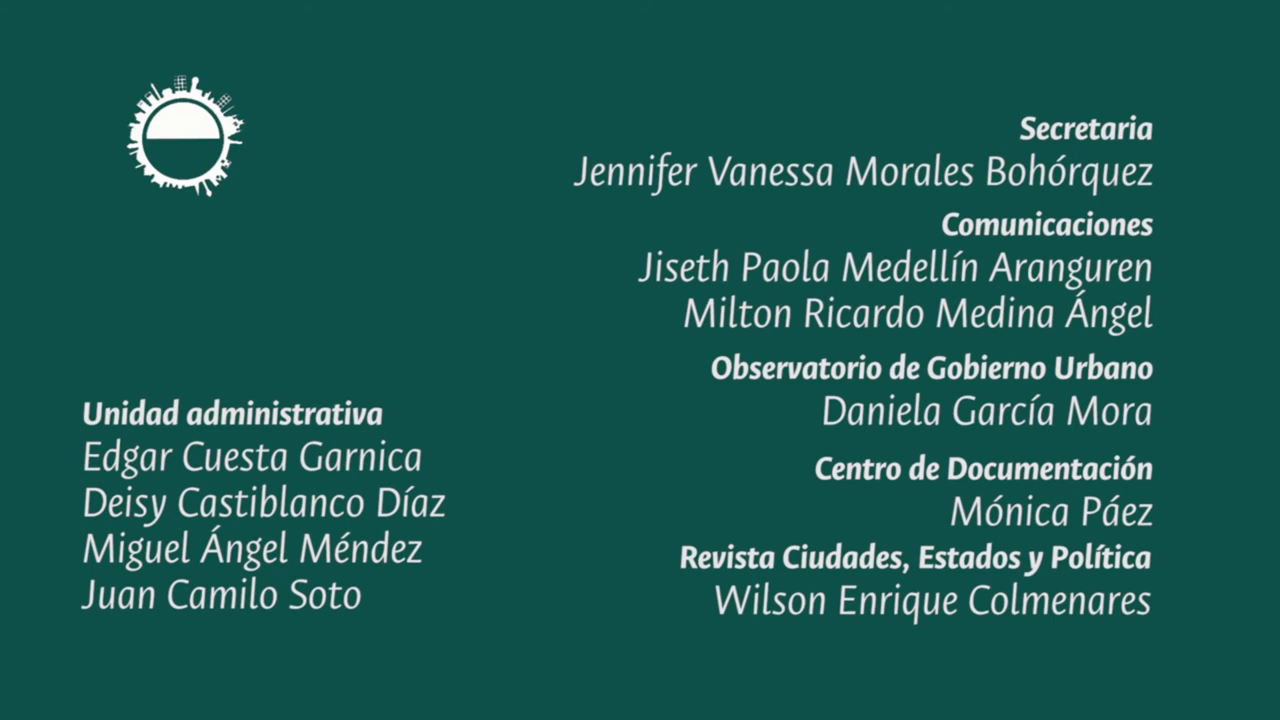 Unidad administrativa
Edgar Cuesta Garnica
Deisy Castiblanco Díaz
Miguel Ángel Méndez
Juan Camilo Soto
Secretaria
Jennifer Vanessa Morales Bohórquez
Comunicaciones
Jiseth Paola Medellín Aranguren
Milton Ricardo Medina Ángel
Observatorio de Gobierno Urbano
Daniela García Mora
Centro de Documentación
Mónica Páez
Revista Ciudades, Estados y Política
Wilson Enrique Colmenares